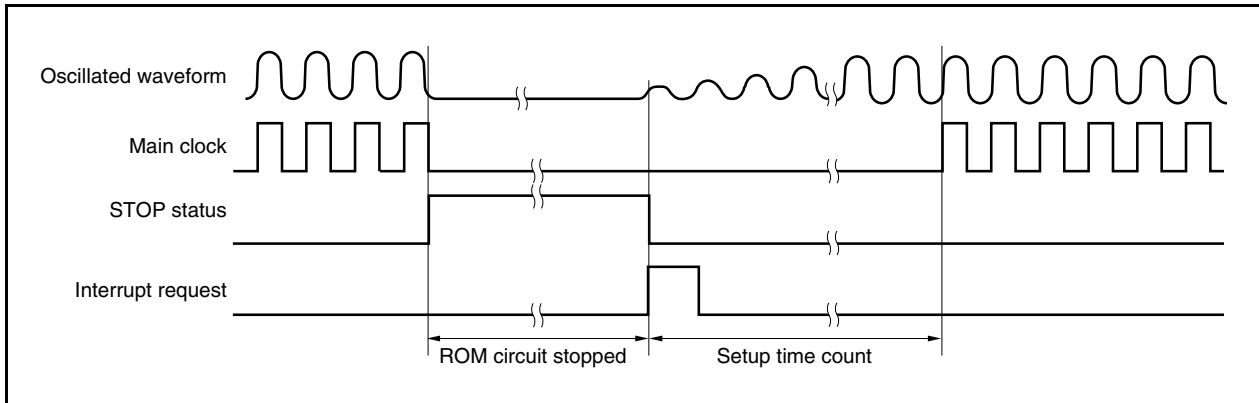 Oscillated waveform
Main clock
STOP status
Interrupt request
ROM circuit stopped
Setup time count